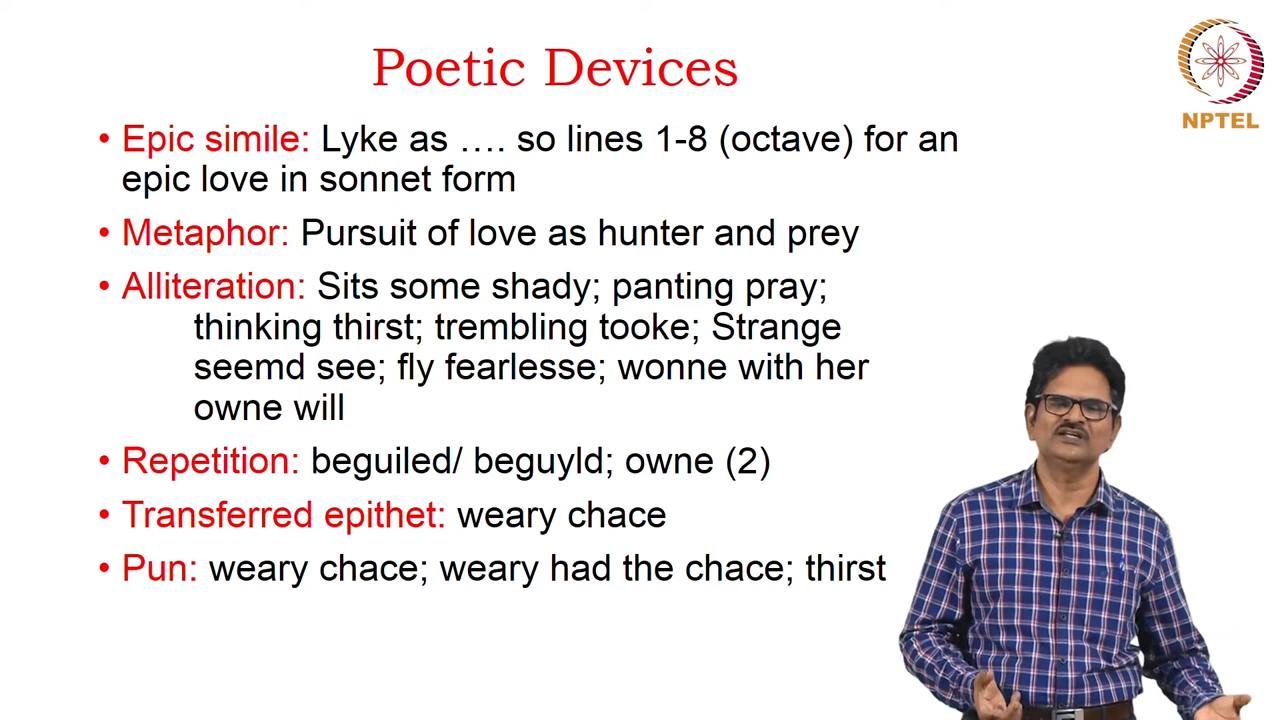 Poetic Devices
NPTEL
• Epic simile: Lyke as …. so lines 1-8 (octave) for an
epic love in sonnet form
• Metaphor: Pursuit of love as hunter and prey
• Alliteration: Sits some shady; panting pray;
thinking thirst; trembling tooke; Strange
seemd see; fly fearlesse; wonne with her
owne will
• Repetition: beguiled/ beguyld; owne (2)
• Transferred epithet: weary chace
• Pun: weary chace; weary had the chace; thirst